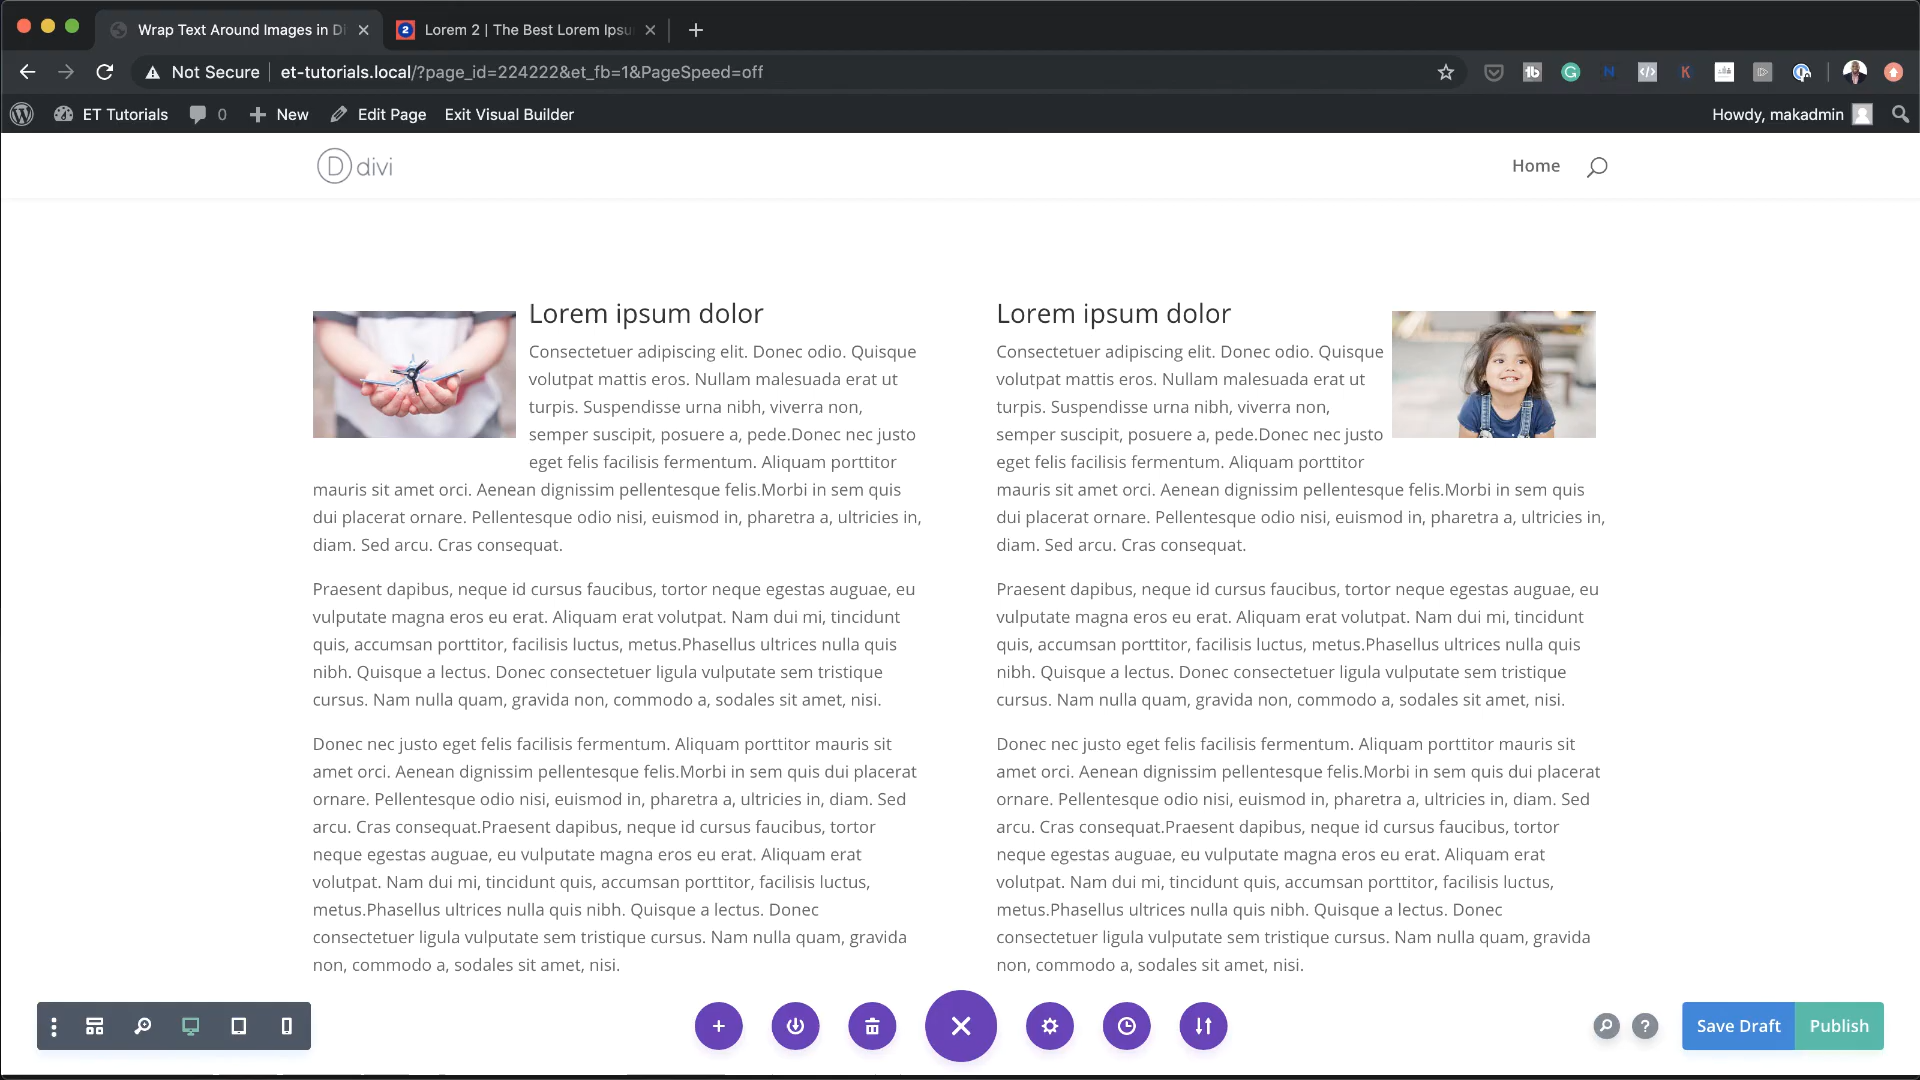 Wrap Text Around Images in Di
Lorem 2 | The Best Lorem Ipsu
Not Secure
et-tutorials.local/?page_id=224222&et_fb=1&PageSpeed=off
ET Tutorials
0
New
Edit Page
Exit Visual Builder
Howdy, makadmin
D divi
Home
Lorem ipsum dolor
Consectetuer adipiscing elit. Donec odio. Quisque
volutpat mattis eros. Nullam malesuada erat ut
turpis. Suspendisse urna nibh, viverra non,
semper suscipit, posuere a, pede.Donec nec justo
eget felis facilisis fermentum. Aliquam porttitor
mauris sit amet orci. Aenean dignissim pellentesque felis.Morbi in sem quis
dui placerat ornare. Pellentesque odio nisi, euismod in, pharetra a, ultricies in,
diam. Sed arcu. Cras consequat.
Praesent dapibus, neque id cursus faucibus, tortor neque egestas auguae, eu
vulputate magna eros eu erat. Aliquam erat volutpat. Nam dui mi, tincidunt
quis, accumsan porttitor, facilisis luctus, metus.Phasellus ultrices nulla quis
nibh. Quisque a lectus. Donec consectetuer ligula vulputate sem tristique
cursus. Nam nulla quam, gravida non, commodo a, sodales sit amet, nisi.
Donec nec justo eget felis facilisis fermentum. Aliquam porttitor mauris sit
amet orci. Aenean dignissim pellentesque felis.Morbi in sem quis dui placerat
ornare. Pellentesque odio nisi, euismod in, pharetra a, ultricies in, diam. Sed
arcu. Cras consequat.Praesent dapibus, neque id cursus faucibus, tortor
neque egestas auguae, eu vulputate magna eros eu erat. Aliquam erat
volutpat. Nam dui mi, tincidunt quis, accumsan porttitor, facilisis luctus,
metus.Phasellus ultrices nulla quis nibh. Quisque a lectus. Donec
consectetuer ligula vulputate sem tristique cursus. Nam nulla quam, gravida
non, commodo a, sodales sit amet, nisi.
Lorem ipsum dolor
Consectetuer adipiscing elit. Donec odio. Quisque
volutpat mattis eros. Nullam malesuada erat ut
turpis. Suspendisse urna nibh, viverra non,
semper suscipit, posuere a, pede.Donec nec justo
eget felis facilisis fermentum. Aliquam porttitor
mauris sit amet orci. Aenean dignissim pellentesque felis.Morbi in sem quis
dui placerat ornare. Pellentesque odio nisi, euismod in, pharetra a, ultricies in,
diam. Sed arcu. Cras consequat.
Praesent dapibus, neque id cursus faucibus, tortor neque egestas auguae, eu
vulputate magna eros eu erat. Aliquam erat volutpat. Nam dui mi, tincidunt
quis, accumsan porttitor, facilisis luctus, metus.Phasellus ultrices nulla quis
nibh. Quisque a lectus. Donec consectetuer ligula vulputate sem tristique
cursus. Nam nulla quam, gravida non, commodo a, sodales sit amet, nisi.
Donec nec justo eget felis facilisis fermentum. Aliquam porttitor mauris sit
amet orci. Aenean dignissim pellentesque felis.Morbi in sem quis dui placerat
ornare. Pellentesque odio nisi, euismod in, pharetra a, ultricies in, diam. Sed
arcu. Cras consequat.Praesent dapibus, neque id cursus faucibus, tortor
neque egestas auguae, eu vulputate magna eros eu erat. Aliquam erat
volutpat. Nam dui mi, tincidunt quis, accumsan porttitor, facilisis luctus,
metus.Phasellus ultrices nulla quis nibh. Quisque a lectus. Donec
consectetuer ligula vulputate sem tristique cursus. Nam nulla quam, gravida
non, commodo a, sodales sit amet, nisi.
Save Draft
Publish